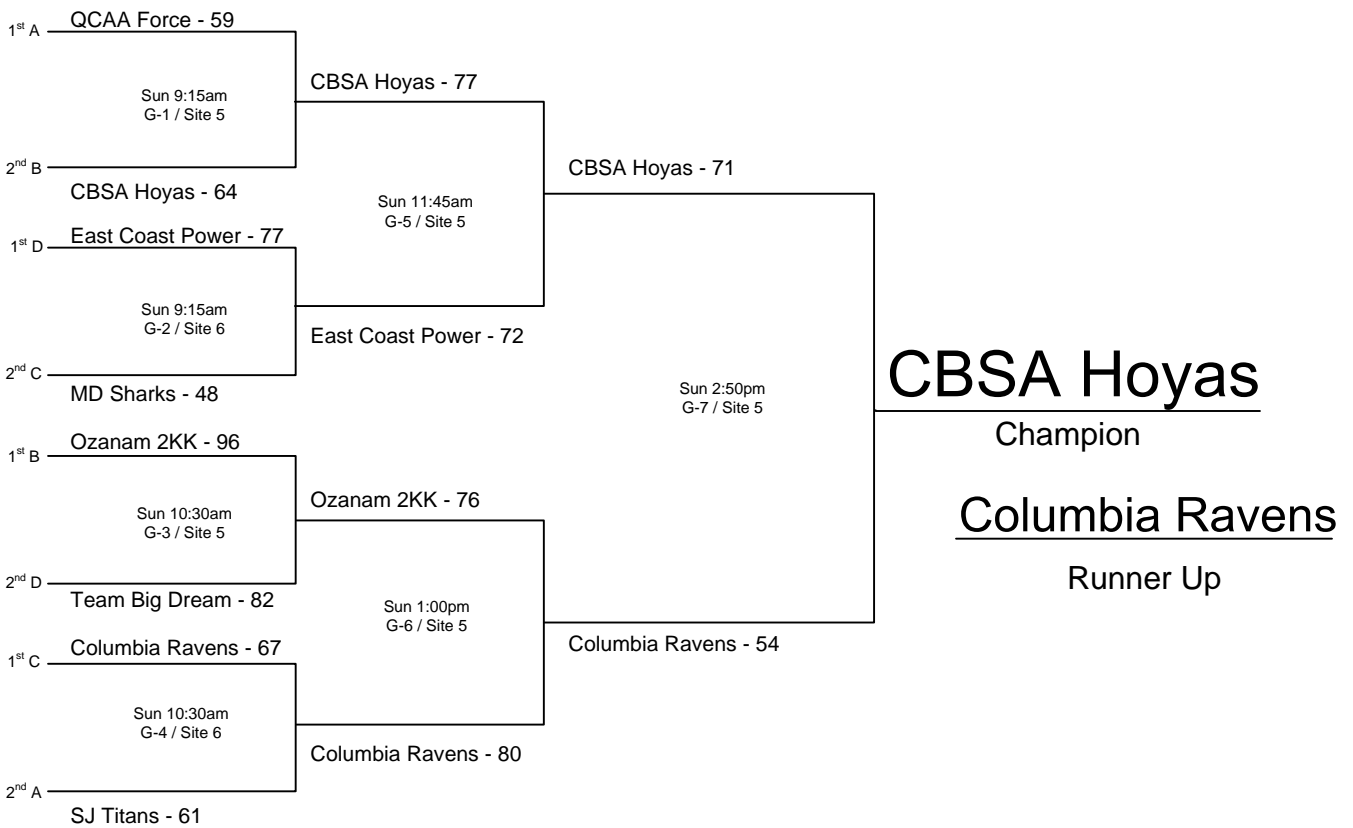 1st A
QCAA Force - 59
Sun 9:15am
G-1 / Site 5
2nd B
CBSA Hoyas - 64
1st D
East Coast Power - 77
Sun 9:15am
G-2 / Site 6
2nd C
MD Sharks - 48
1st B
Ozanam 2KK - 96
Sun 10:30am
G-3 / Site 5
2nd D
Team Big Dream - 82
1st C
Columbia Ravens - 67
Sun 10:30am
G-4 / Site 6
2nd A
SJ Titans - 61
CBSA Hoyas - 77
Sun 11:45am
G-5 / Site 5
East Coast Power - 72
Ozanam 2KK - 76
Sun 1:00pm
G-6 / Site 5
Columbia Ravens - 80
CBSA Hoyas - 71
Sun 2:50pm
G-7 / Site 5
Columbia Ravens - 54
CBSA Hoyas
Champion
Columbia Ravens
Runner Up